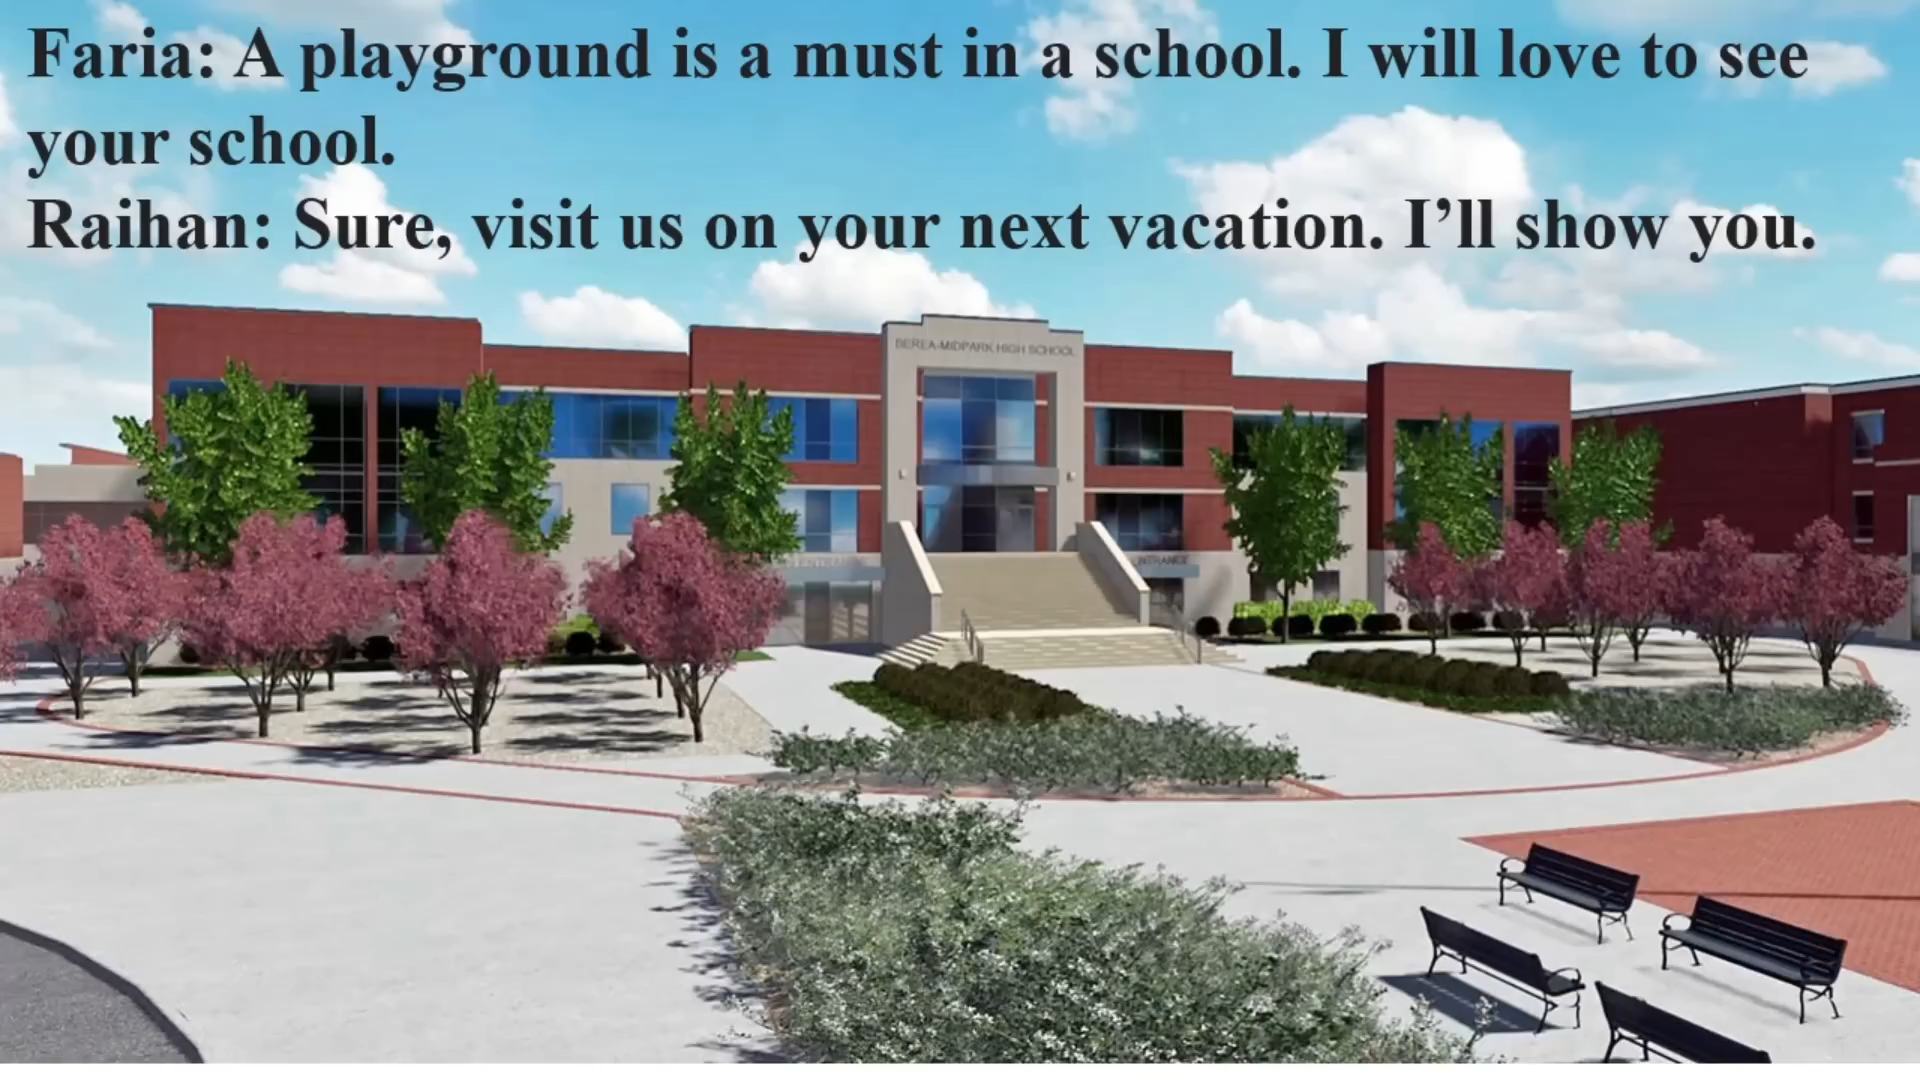 Faria: A playground is a must in a school. I will love to see
your school.
Raihan: Sure, visit us on your next vacation. I’ll show you.
BEREA-MIDPARK HIGH SCHOOL
ENTRANCE